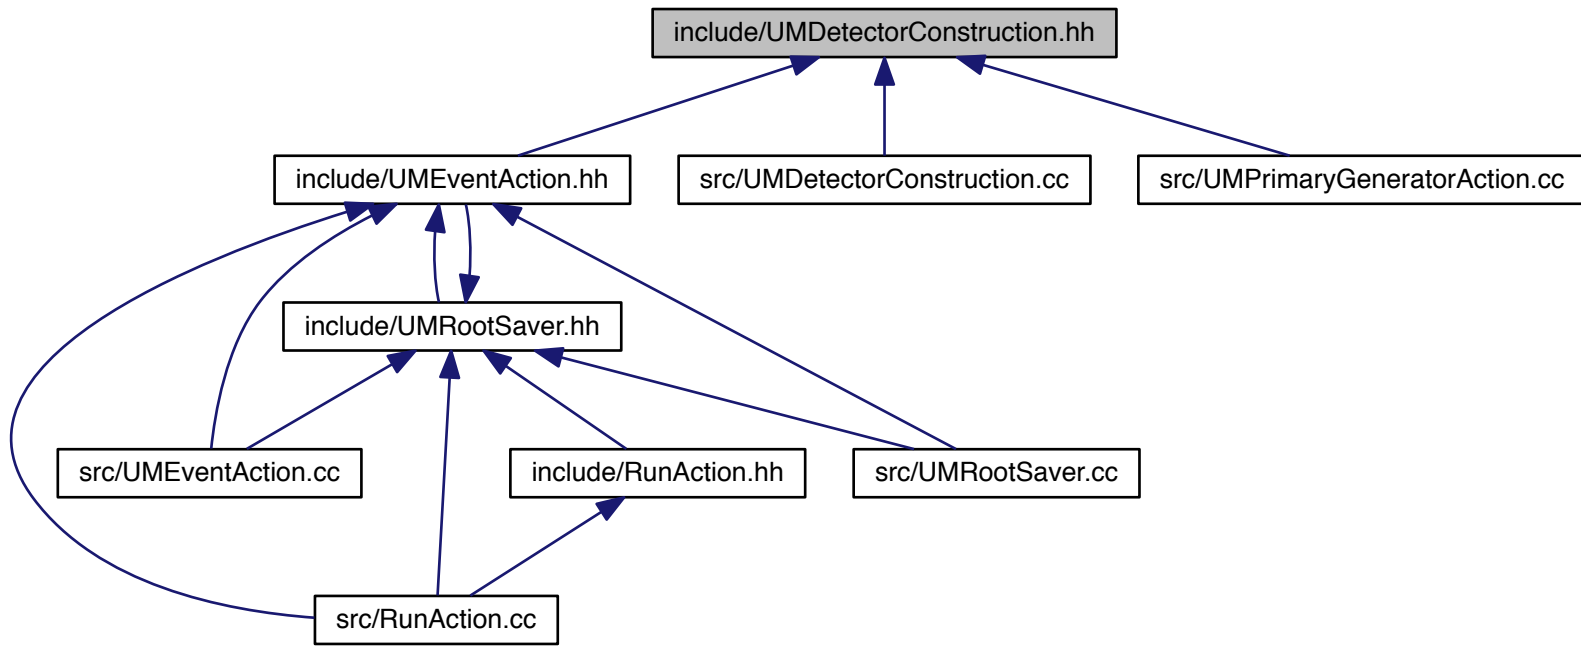 include/UMDetectorConstruction.hh
include/UMEventAction.hh
src/UMDetectorConstruction.cc
src/UMPrimaryGeneratorAction.cc
include/UMRootSaver.hh
src/UMEventAction.cc
include/RunAction.hh
src/UMRootSaver.cc
src/RunAction.cc